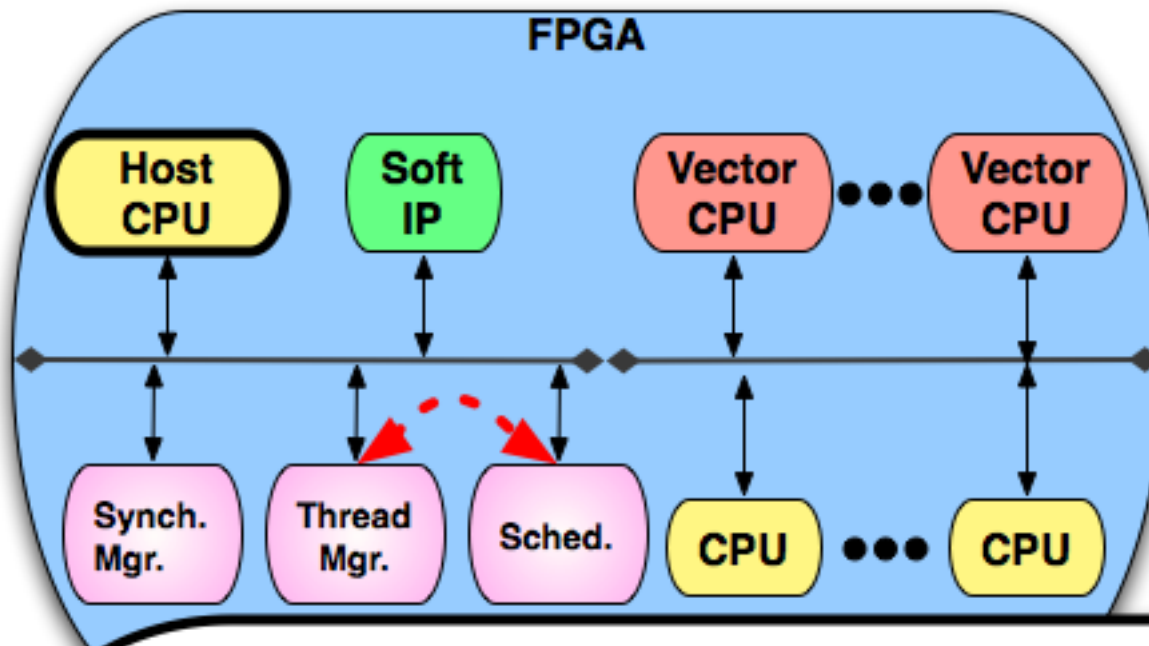 FPGA
Host
CPU
Soft
IP
Vector
CPU
Vector
CPU
Synch.
Mgr.
Thread
Mgr.
Sched.
CPU
CPU